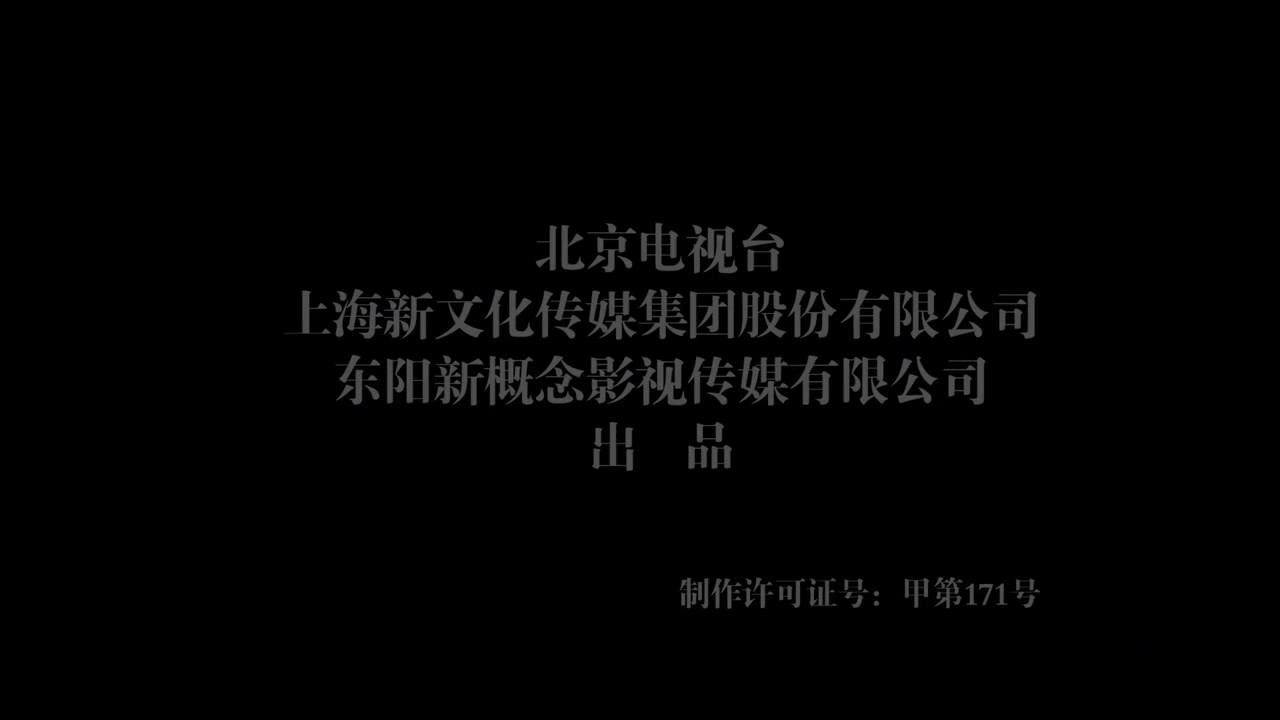 北京电视台
上海新文化传媒集团股份有限公司
东阳新概念影视传媒有限公司
出 品
制作许可证号：甲第171号